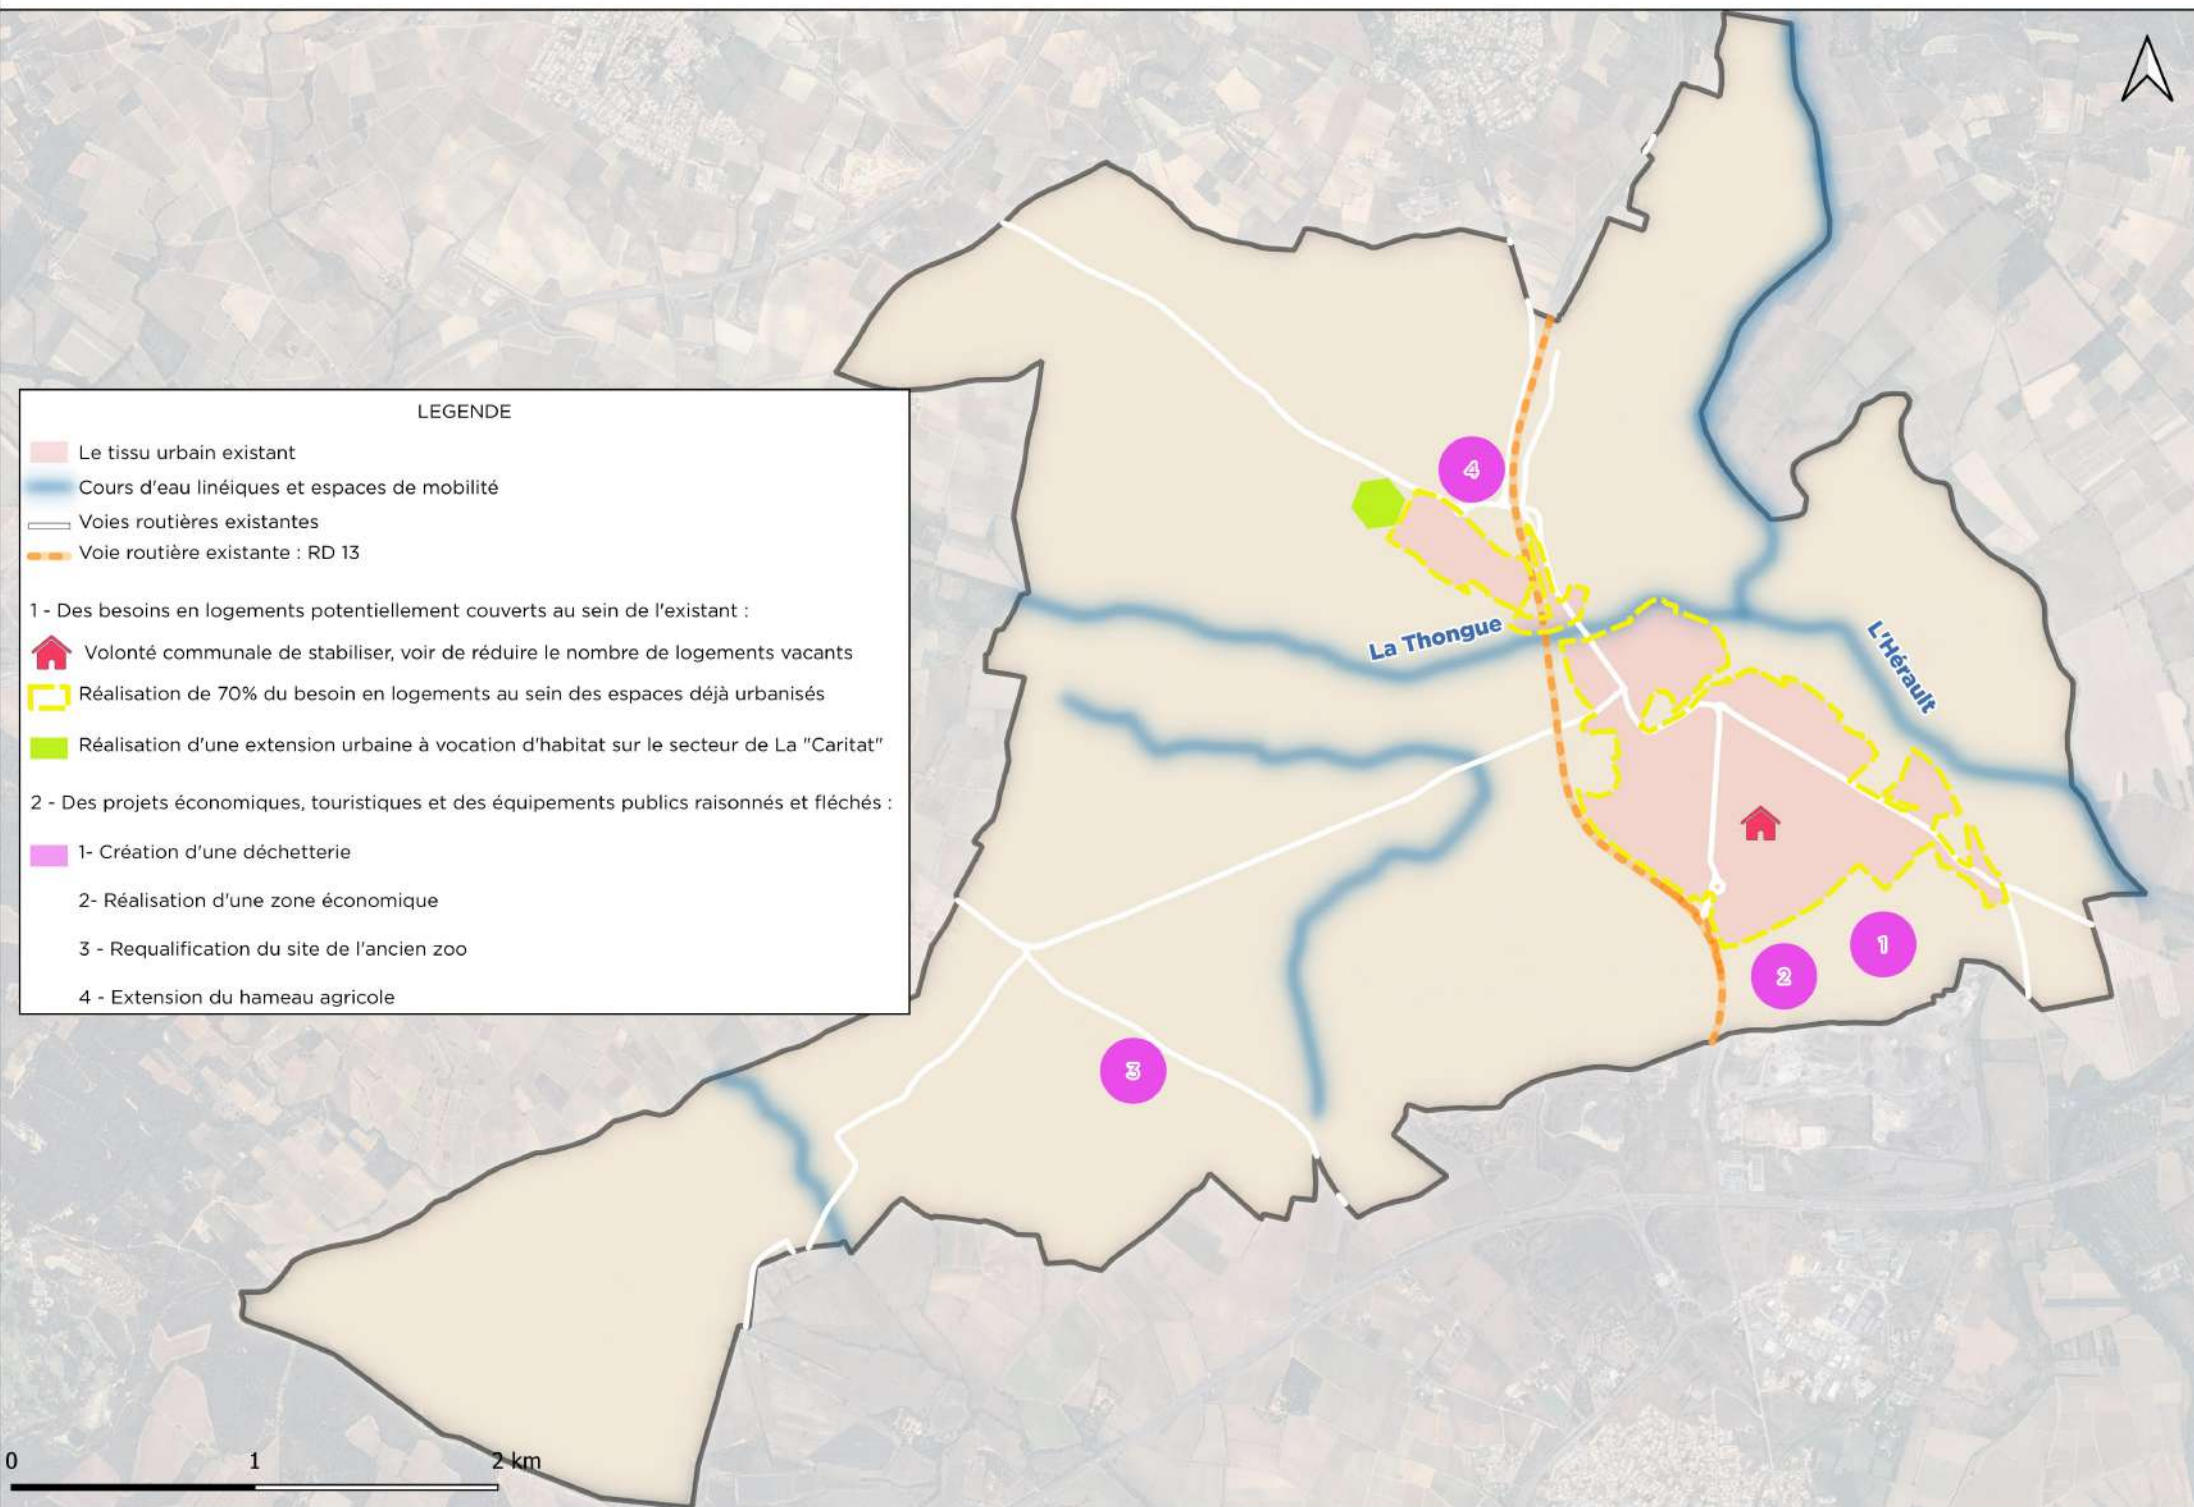 LEGENDE
Le tissu urbain existant
Cours d'eau linéiques et espaces de mobilité
Voies routières existantes
Voie routière existante : RD 13
1 - Des besoins en logements potentiellement couverts au sein de l'existant :
Volonté communale de stabiliser, voir de réduire le nombre de logements vacants
Réalisation de 70% du besoin en logements au sein des espaces déjà urbanisés
Réalisation d'une extension urbaine à vocation d'habitat sur le secteur de La "Caritat"
2 - Des projets économiques, touristiques et des équipements publics raisonnés et fléchés :
1- Création d'une déchetterie
2- Réalisation d'une zone économique
3 - Requalification du site de l'ancien zoo
4 - Extension du hameau agricole
4
La Thongue
L'Hérault
1
2
3
0 1 2 km